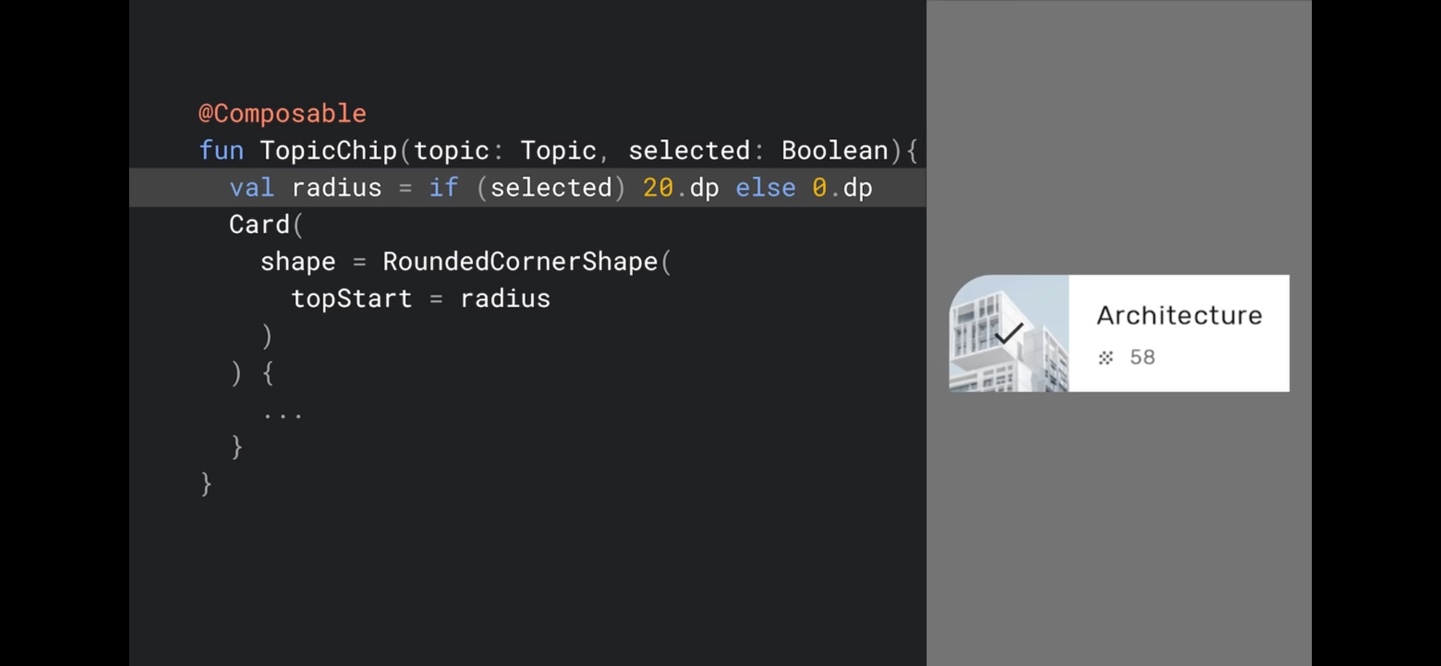 @Composable
fun TopicChip(topic: Topic, selected: Boolean){
  val radius = if (selected) 20.dp else 0.dp
  Card(
    shape = RoundedCornerShape(
      topStart = radius
    )
  ) {
    ...
  }
}
Architecture
58